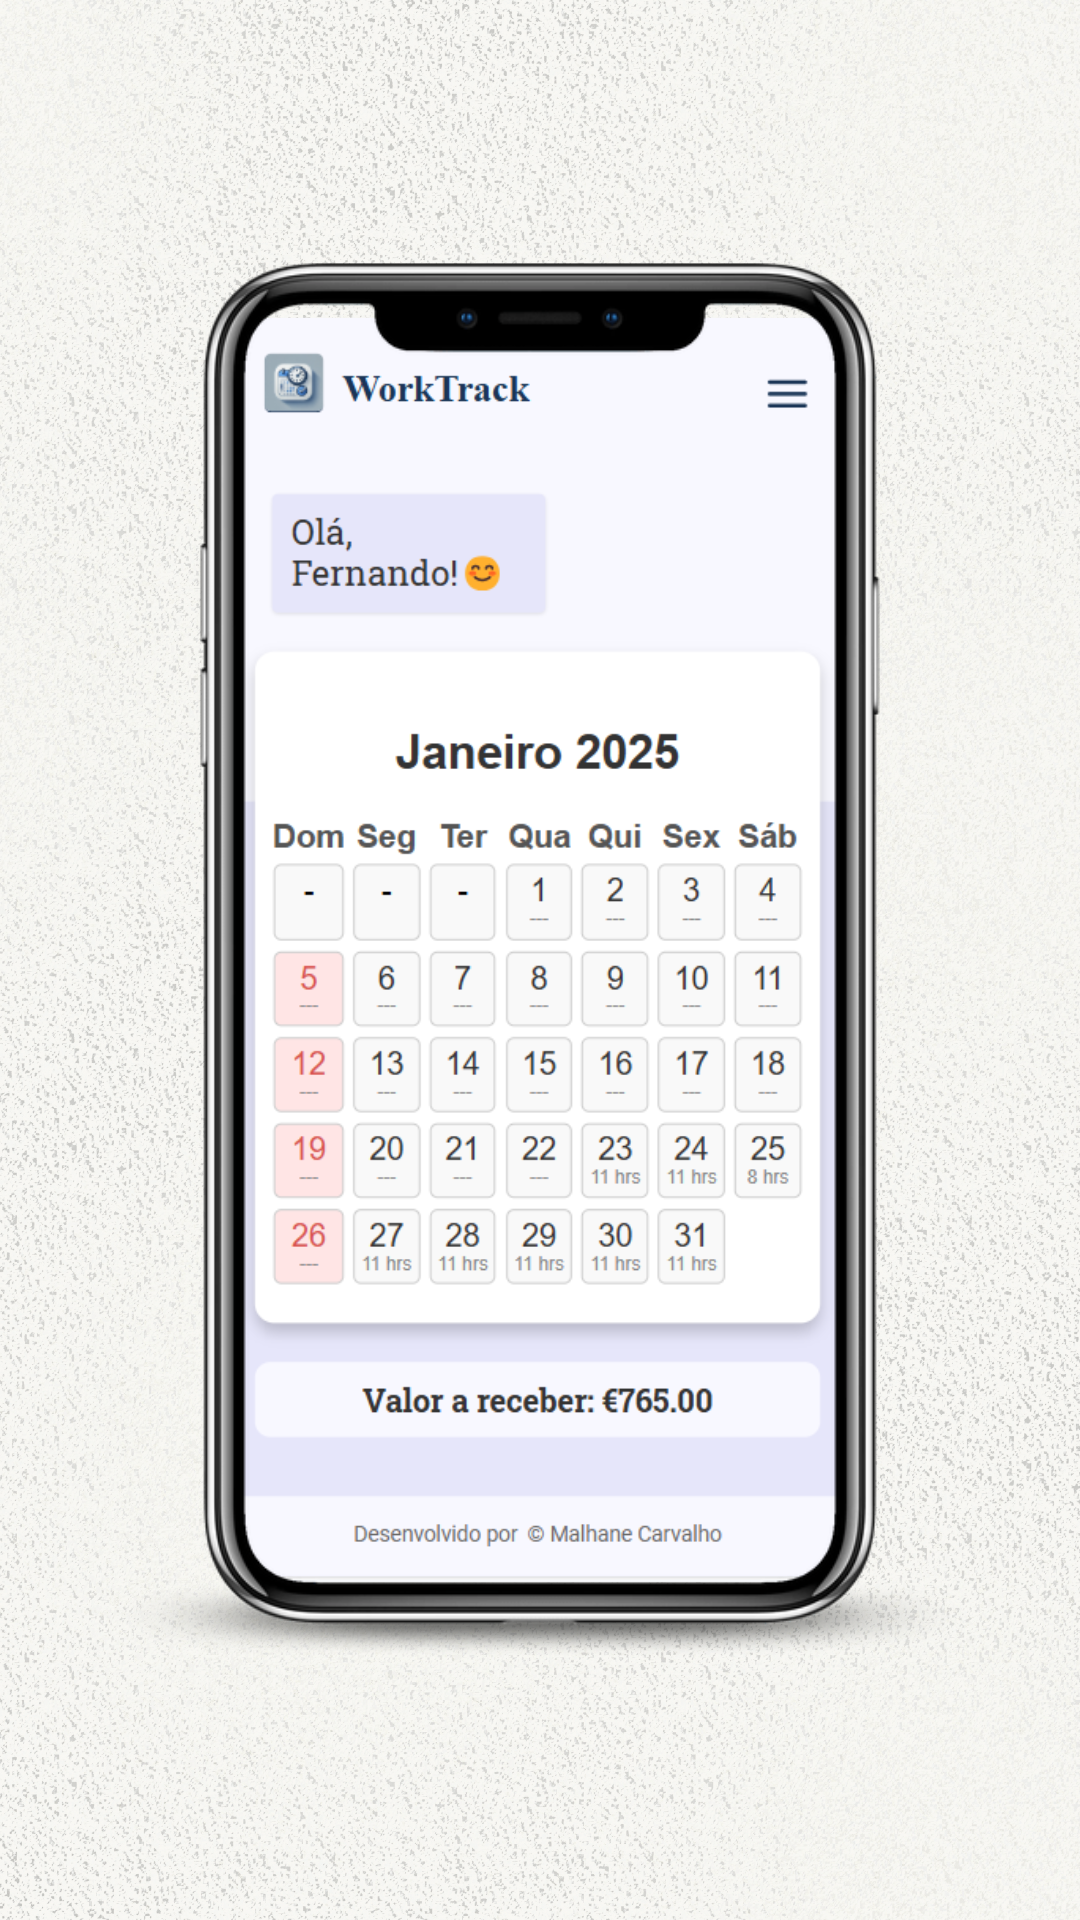 WorkTrack
Olá,
Fernando! 😊
Janeiro 2025
Dom Seg Ter Qua Qui Sex Sáb
- - - 1 2 3 4
--- --- --- ---
5 6 7 8 9 10 11
--- --- --- --- --- --- ---
12 13 14 15 16 17 18
--- --- --- --- --- --- ---
19 20 21 22 23 24 25
--- --- --- --- 11 hrs 11 hrs 8 hrs
26 27 28 29 30 31
--- 11 hrs 11 hrs 11 hrs 11 hrs 11 hrs
Valor a receber: €765.00
Desenvolvido por © Malhane Carvalho